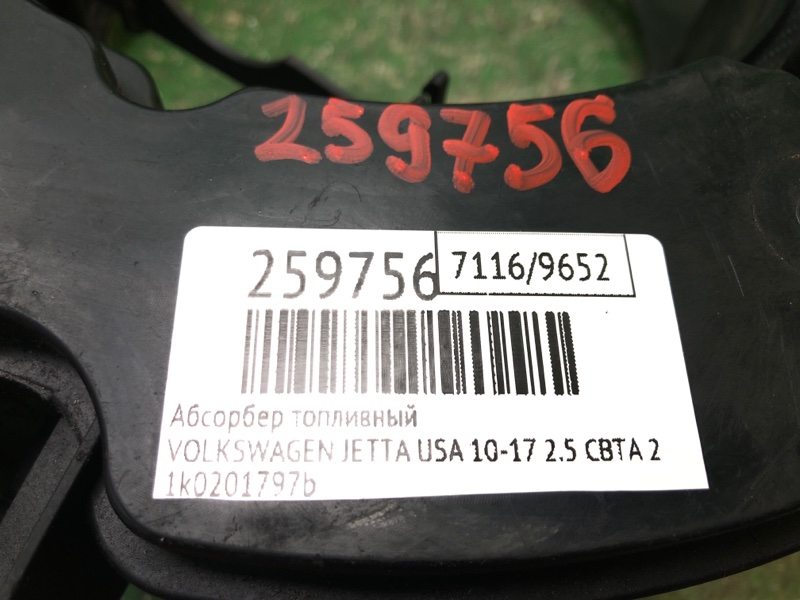 259756
259756 7116/9652
Абсорбер топливный
VOLKSWAGEN JETTA USA 10-17 2.5 CBTA 2
1k0201797b